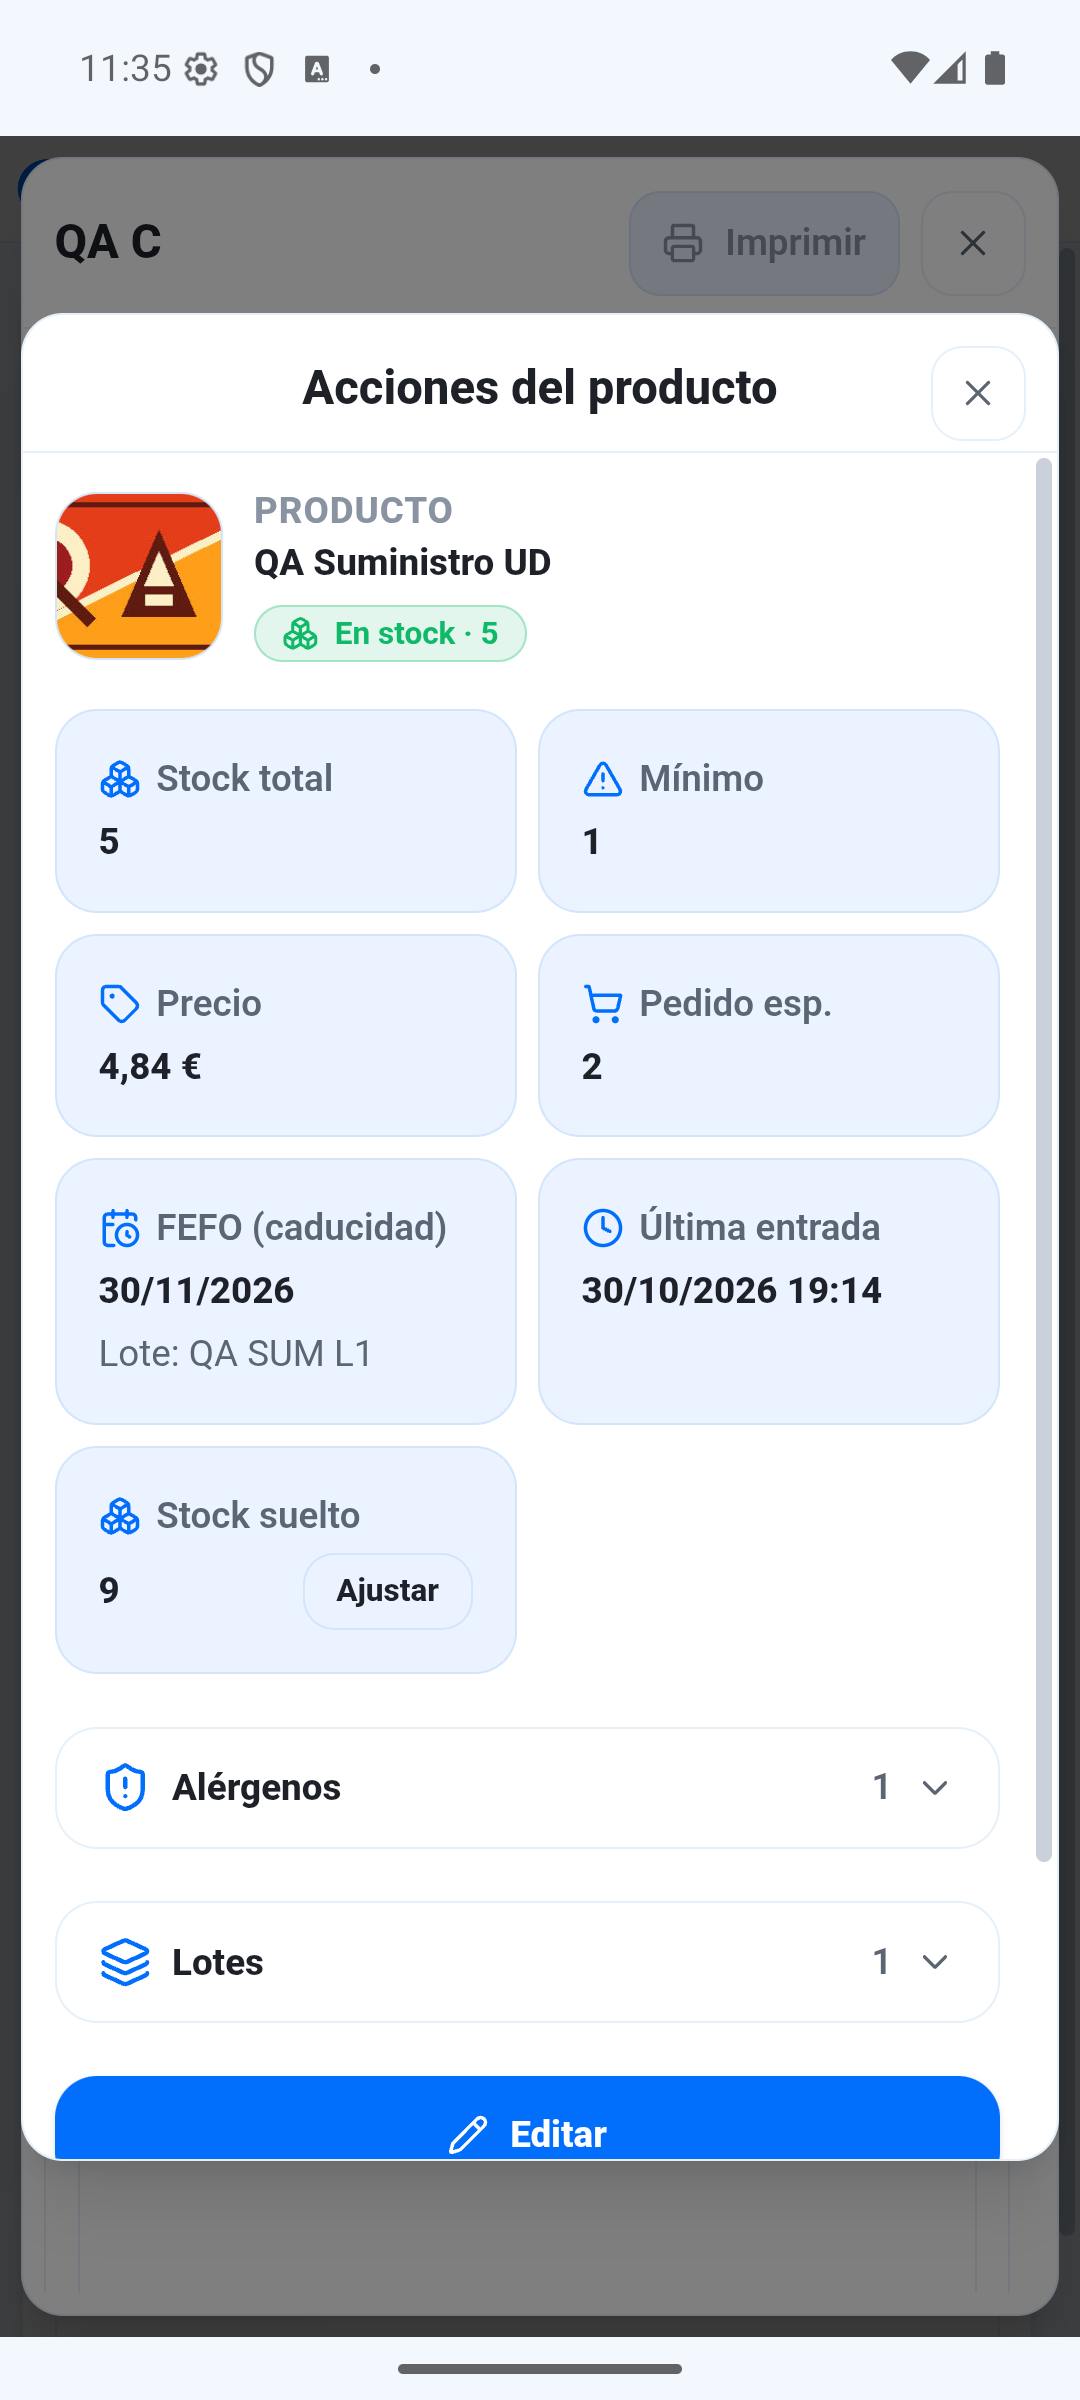 11:35
QA C
Imprimir
Acciones del producto
PRODUCTO
QA Suministro UD
En stock · 5
Stock total
5
Mínimo
1
Precio
4,84 €
Pedido esp.
2
FEFO (caducidad)
30/11/2026
Lote: QA SUM L1
Última entrada
30/10/2026 19:14
Stock suelto
9
Ajustar
Alérgenos
1
Lotes
1
Editar